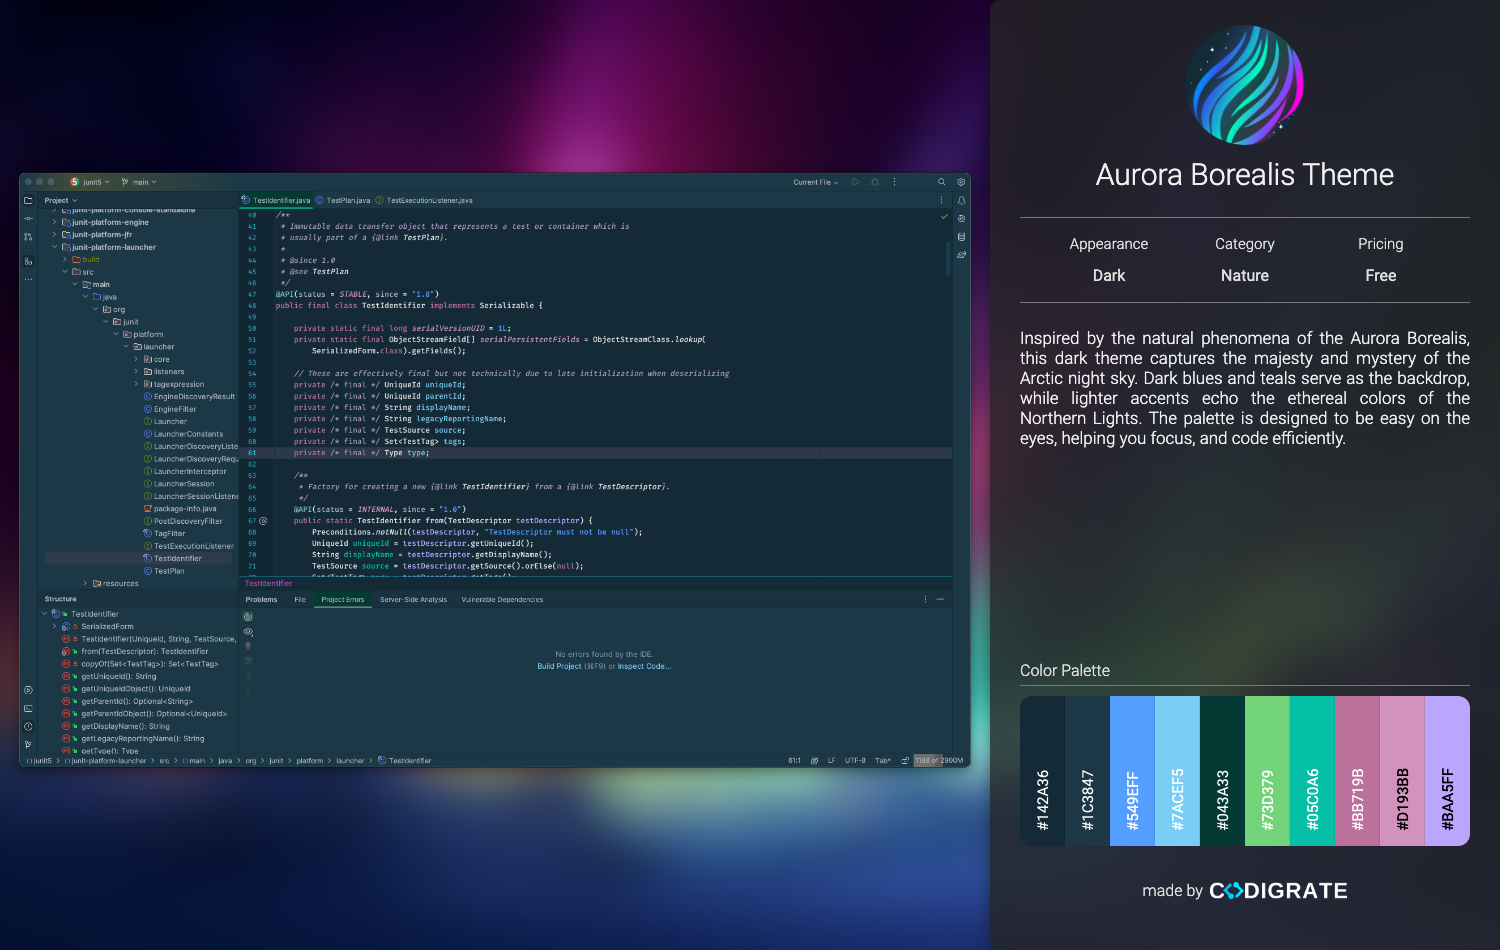 junit5
main
Current File
Project
junit-platform-console-standalone
junit-platform-engine
junit-platform-jfr
junit-platform-launcher
build
src
main
java
org
junit
platform
launcher
core
listeners
tagexpression
EngineDiscoveryResult
EngineFilter
Launcher
LauncherConstants
LauncherDiscoveryListe
LauncherDiscoveryRequ
LauncherInterceptor
LauncherSession
LauncherSessionListene
package-info.java
PostDiscoveryFilter
TagFilter
TestExecutionListener
TestIdentifier
TestPlan
resources
Structure
TestIdentifier
SerializedForm
TestIdentifier(UniqueId, String, TestSource,
from(TestDescriptor): TestIdentifier
copyOf(Set<TestTag>): Set<TestTag>
getUniqueId(): String
getUniqueIdObject(): UniqueId
getParentId(): Optional<String>
getParentIdObject(): Optional<UniqueId>
getDisplayName(): String
getLegacyReportingName(): String
getType(): Type
TestIdentifier.java TestPlan.java TestExecutionListener.java
40 /**
41 * Immutable data transfer object that represents a test or container which is
42 * usually part of a {@link TestPlan}.
43 *
44 * @since 1.0
45 * @see TestPlan
46 */
47 @API(status = STABLE, since = "1.0")
48 public final class TestIdentifier implements Serializable {
49
50 private static final long serialVersionUID = 1L;
51 private static final ObjectStreamField[] serialPersistentFields = ObjectStreamClass.lookup(
52 SerializedForm.class).getFields();
53
54 // These are effectively final but not technically due to late initialization when deserializing
55 private /* final */ UniqueId uniqueId;
56 private /* final */ UniqueId parentId;
57 private /* final */ String displayName;
58 private /* final */ String legacyReportingName;
59 private /* final */ TestSource source;
60 private /* final */ Set<TestTag> tags;
61 private /* final */ Type type;
62
63 /**
64 * Factory for creating a new {@link TestIdentifier} from a {@link TestDescriptor}.
65 */
66 @API(status = INTERNAL, since = "1.0")
67 public static TestIdentifier from(TestDescriptor testDescriptor) {
68 Preconditions.notNull(testDescriptor, "TestDescriptor must not be null");
69 UniqueId uniqueId = testDescriptor.getUniqueId();
70 String displayName = testDescriptor.getDisplayName();
71 TestSource source = testDescriptor.getSource().orElse(null);
TestIdentifier
Problems File Project Errors Server-Side Analysis Vulnerable Dependencies
No errors found by the IDE.
Build Project (⌘F9) or Inspect Code...
junit5 > junit-platform-launcher > src > main > java > org > junit > platform > launcher > TestIdentifier
61:1 LF UTF-8 Tab* 1188 of 2900M
Aurora Borealis Theme
Appearance Category Pricing
Dark Nature Free
Inspired by the natural phenomena of the Aurora Borealis,
this dark theme captures the majesty and mystery of the
Arctic night sky. Dark blues and teals serve as the backdrop,
while lighter accents echo the ethereal colors of the
Northern Lights. The palette is designed to be easy on the
eyes, helping you focus, and code efficiently.
Color Palette
#142A36
#1C3847
#549EFF
#7ACEF5
#043A33
#73D379
#05C0A6
#BB719B
#D193BB
#BAA5FF
made by CODIGRATE